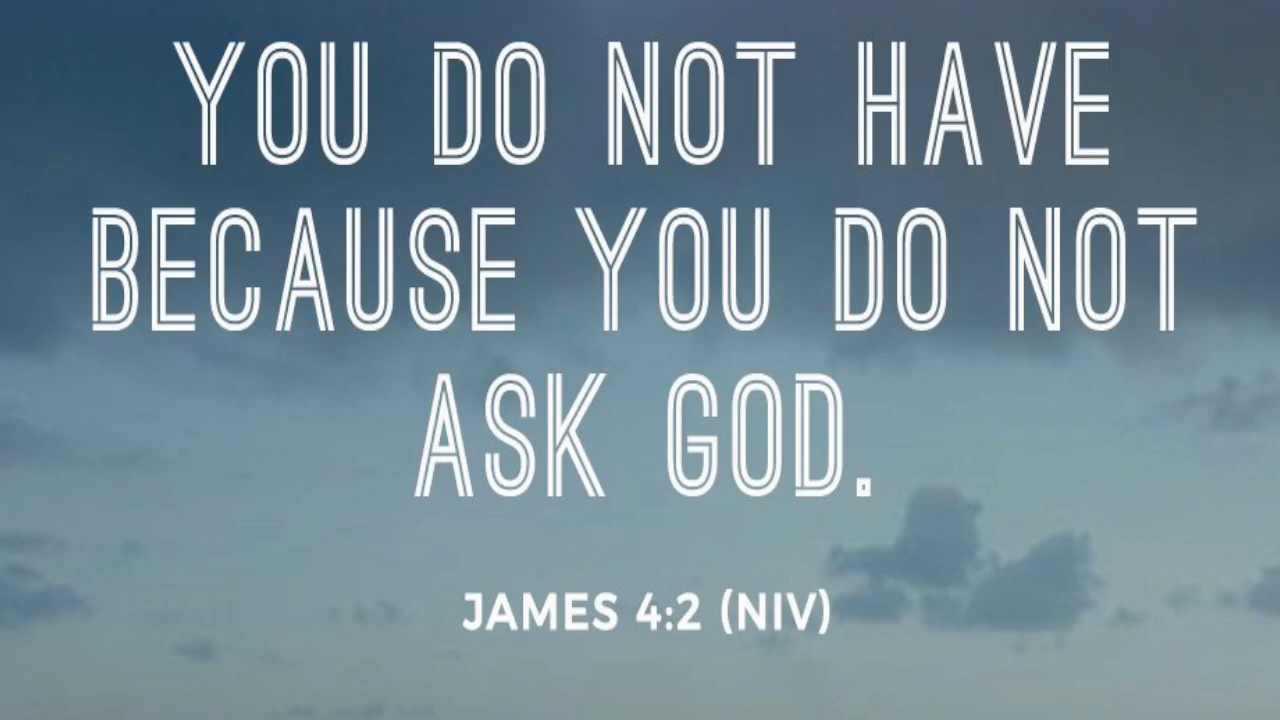 YOU DO NOT HAVE
BECAUSE YOU DO NOT
ASK GOD.
JAMES 4:2 (NIV)